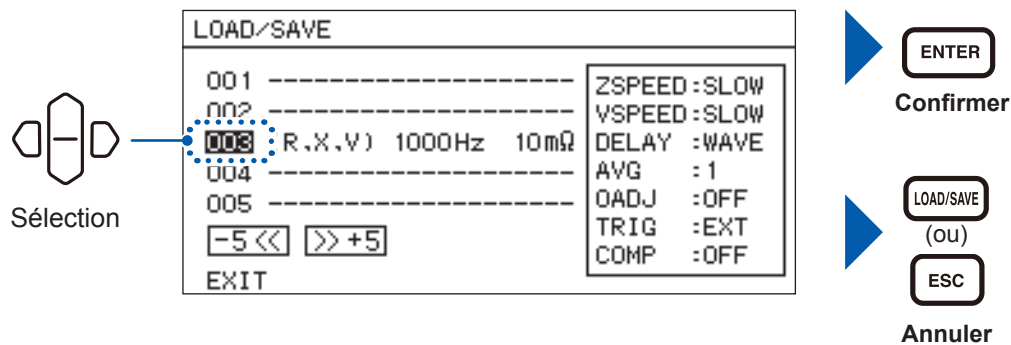 LOAD/SAVE
001 --------------------
002 --------------------
003 R.X.V) 1000Hz 10mΩ
004 --------------------
005 --------------------
-5<< >>+5
EXIT
ZSPEED:SLOW
VSPEED:SLOW
DELAY :WAVE
AVG :1
OADJ :OFF
TRIG :EXT
COMP :OFF
Sélection
ENTER
Confirmer
LOAD/SAVE
(ou)
ESC
Annuler